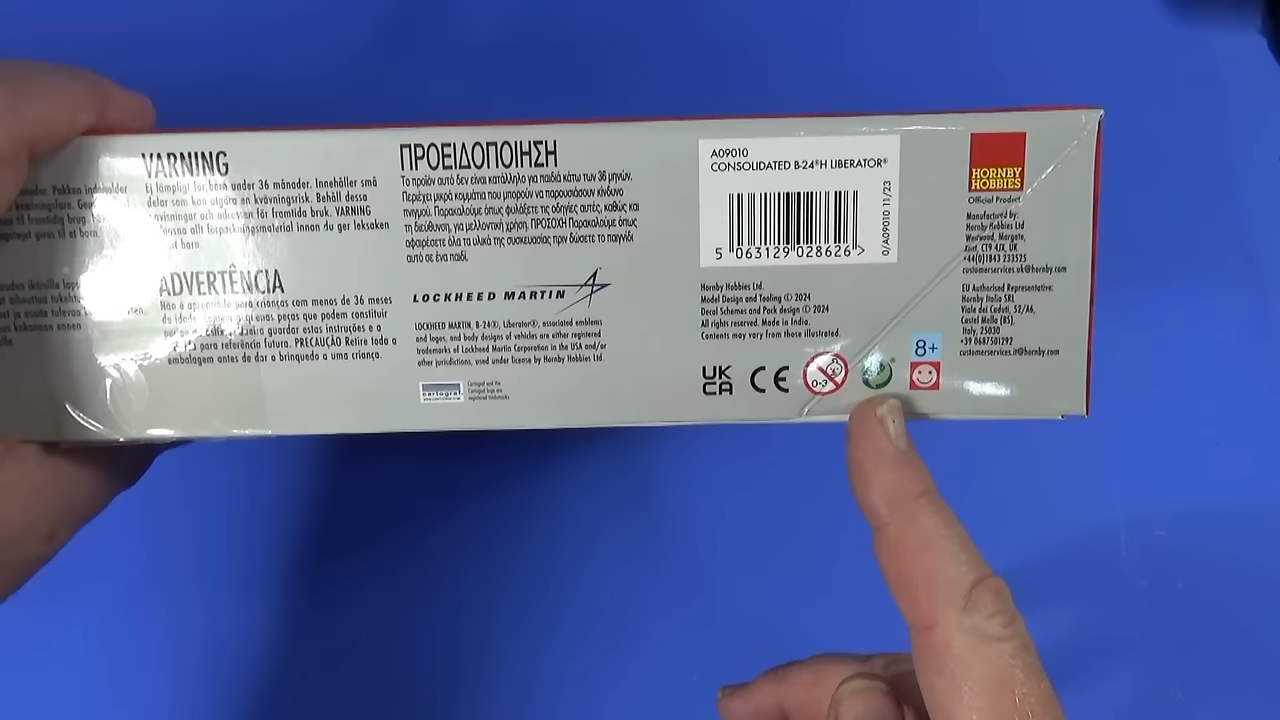 VARNING
Ej lämpligt för barn under 36 månader. Innehåller små
delar som kan utgöra en kvävningsrisk. Behåll dessa
anvisningar och adressen för framtida bruk. VARNING
allt förpackningsmaterial innan du ger leksaken
barn.
ADVERTÊNCIA
Não é apropriado para crianças com menos de 36 meses
de idade. Contém pequenas peças que podem constituir
guardar estas instruções e a
para referência futura. PRECAUÇÃO Retire toda a
embalagem antes de dar o brinquedo a uma criança.
ΠΡΟΕΙΔΟΠΟΙΗΣΗ
Το προϊόν αυτό δεν είναι κατάλληλο για παιδιά κάτω των 36 μηνών.
Περιέχει μικρά κομμάτια που μπορούν να παρουσιάσουν κίνδυνο
πνιγμού. Παρακαλούμε όπως φυλάξετε τις οδηγίες αυτές, καθώς και
τη διεύθυνση, για μελλοντική χρήση. ΠΡΟΣΟΧΗ Παρακαλούμε όπως
αφαιρέσετε όλα τα υλικά της συσκευασίας πριν δώσετε το παιχνίδι
αυτό σε ένα παιδί.
LOCKHEED MARTIN
LOCKHEED MARTIN, B-24®, Liberator®, associated emblems
and logos, and body designs of vehicles are either registered
trademarks of Lockheed Martin Corporation in the USA and/or
other jurisdictions, used under license by Hornby Hobbies Ltd.
cartograf
Cartograf and the
Cartograf logo are
registered trademarks
A09010
CONSOLIDATED B-24®H LIBERATOR®
5 063129 028626 >
0/A09010 11/23
Hornby Hobbies Ltd.
Model Design and Tooling © 2024
Decal Schemes and Pack design © 2024
All rights reserved. Made in India.
Contents may vary from those illustrated.
UK
CA
CE
0-3
8+
HORNBY
HOBBIES
Official Product
Manufactured by:
Hornby Hobbies Ltd
Westwood, Margate,
Kent, CT9 4JX, UK
+44(0)1843 233525
customerservices.uk@hornby.com
EU Authorised Representative:
Hornby Italia SRL
Viale dei Caduti, 52/A6,
Castel Mella (BS),
Italy, 25030
+39 0687501292
customerservices.it@hornby.com